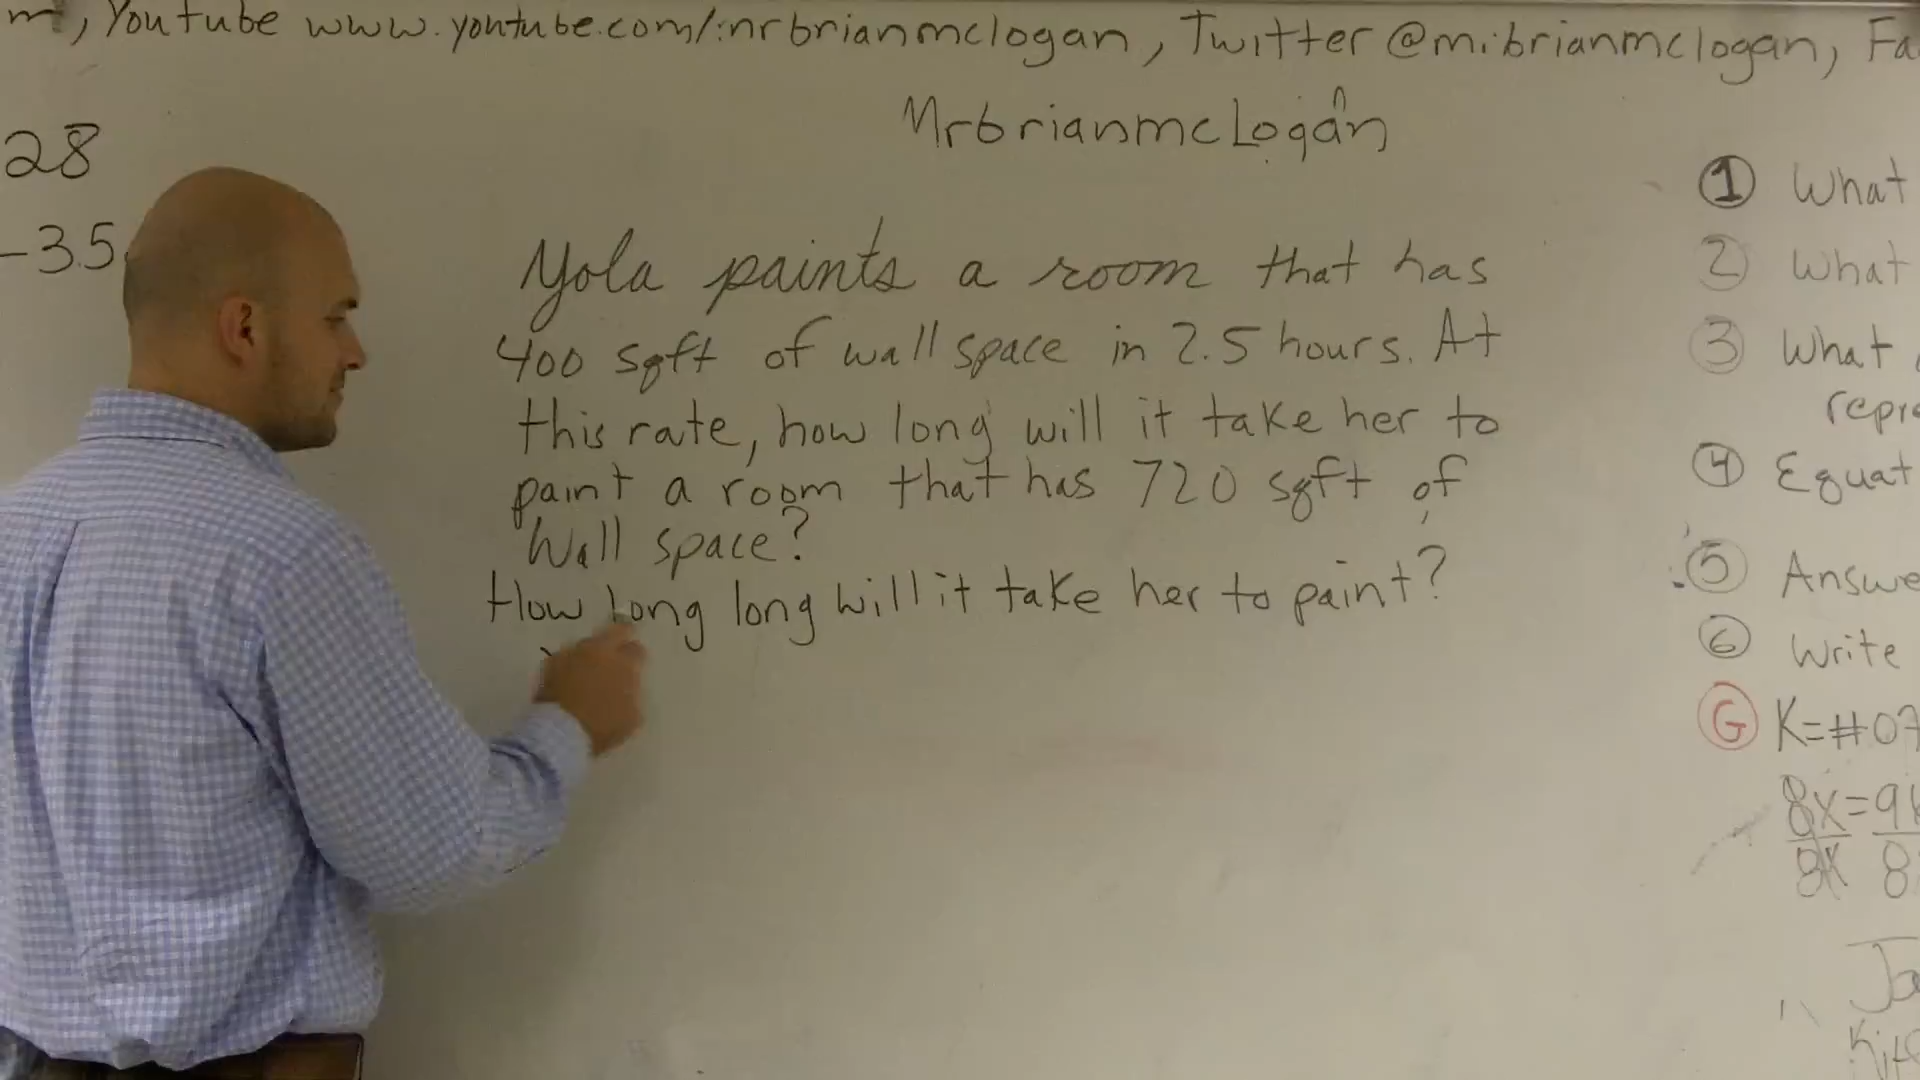 , Youtube www.youtube.com/mrbrianmclogan, Twitter @mrbrianmclogan, Fa
MrbrianmcLogan
28
-3.5
Yola paints a room that has
400 sqft of wall space in 2.5 hours. At
this rate, how long will it take her to
paint a room that has 720 sqft of
Wall space?
How long long will it take her to paint?
① What
② What
③ What
repre
④ Equat
⑤ Answe
⑥ Write
Ⓖ K=#07
8x=9
8x 8
Ja